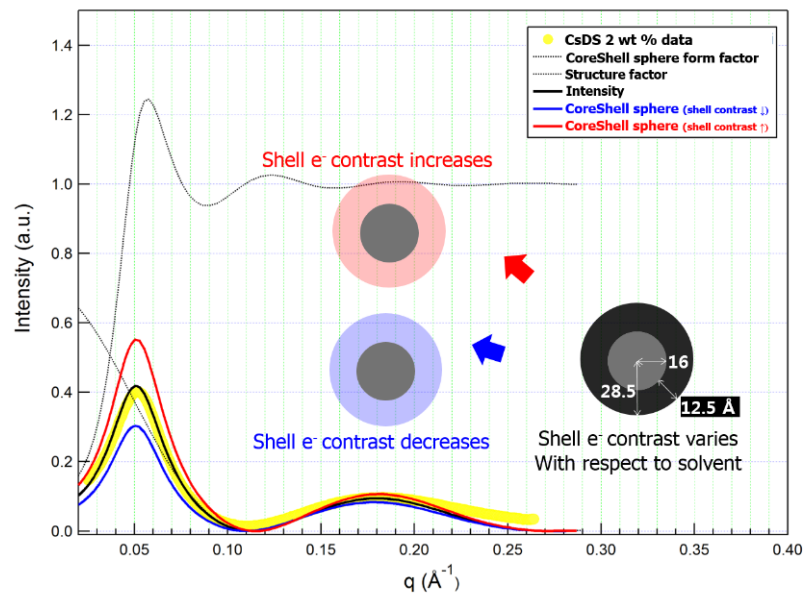 1.4
1.2
1.0
0.8
0.6
0.4
0.2
0.0
Intensity (a.u.)
CsDS 2 wt % data
CoreShell sphere form factor
Structure factor
Intensity
CoreShell sphere (shell contrast ↓)
CoreShell sphere (shell contrast ↑)
Shell e- contrast increases
Shell e- contrast decreases
16
28.5
12.5 Å
Shell e- contrast varies
With respect to solvent
0.05
0.10
0.15
0.20
0.25
0.30
0.35
0.40
q (Å-1)